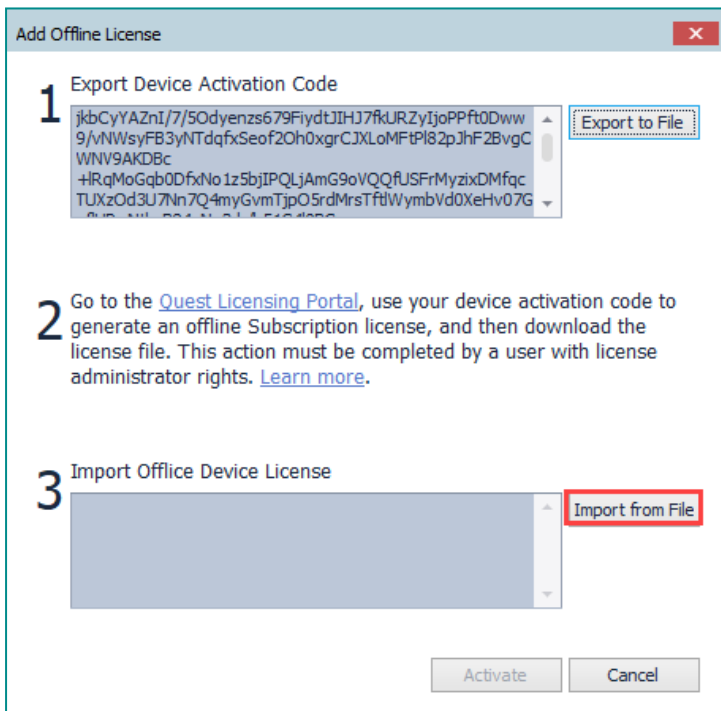 Add Offline License
1
Export Device Activation Code
jkbCyYAZnI/7/5Odyenzs679FiydtJIHJ7fkURZyIjoPPft0Dww
9/vNWsyFB3yNTdqfxSeof2Oh0xgrCJXLoMFtPl82pJhF2BvgC
WNV9AKDBc
+lRqMoGqb0DfxNo1z5bjIPQLjAmG9oVQQfUSFrMyzixDMfqc
TUXzOd3U7Nn7Q4myGvmTjpO5rdMrsTftlWymbVd0XeHv07G
Export to File
2
Go to the Quest Licensing Portal, use your device activation code to
generate an offline Subscription license, and then download the
license file. This action must be completed by a user with license
administrator rights. Learn more.
3
Import Offlice Device License
Import from File
Activate
Cancel